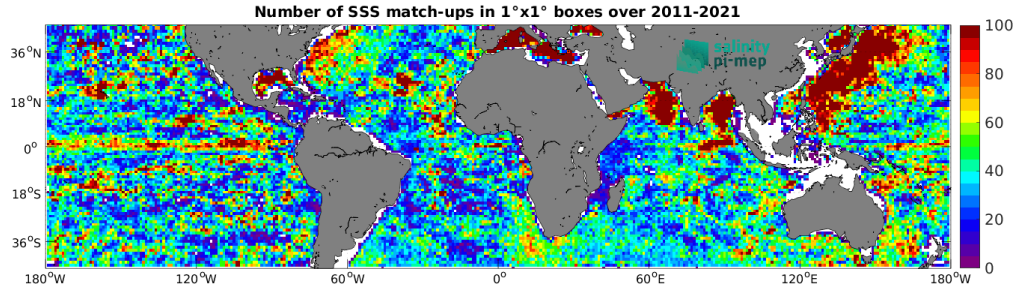 Number of SSS match-ups in 1°x1° boxes over 2011-2021
36°N
18°N
0°
18°S
36°S
180°W
120°W
60°W
0°
60°E
120°E
180°W
salinity
pi-mep
100
80
60
40
20
0